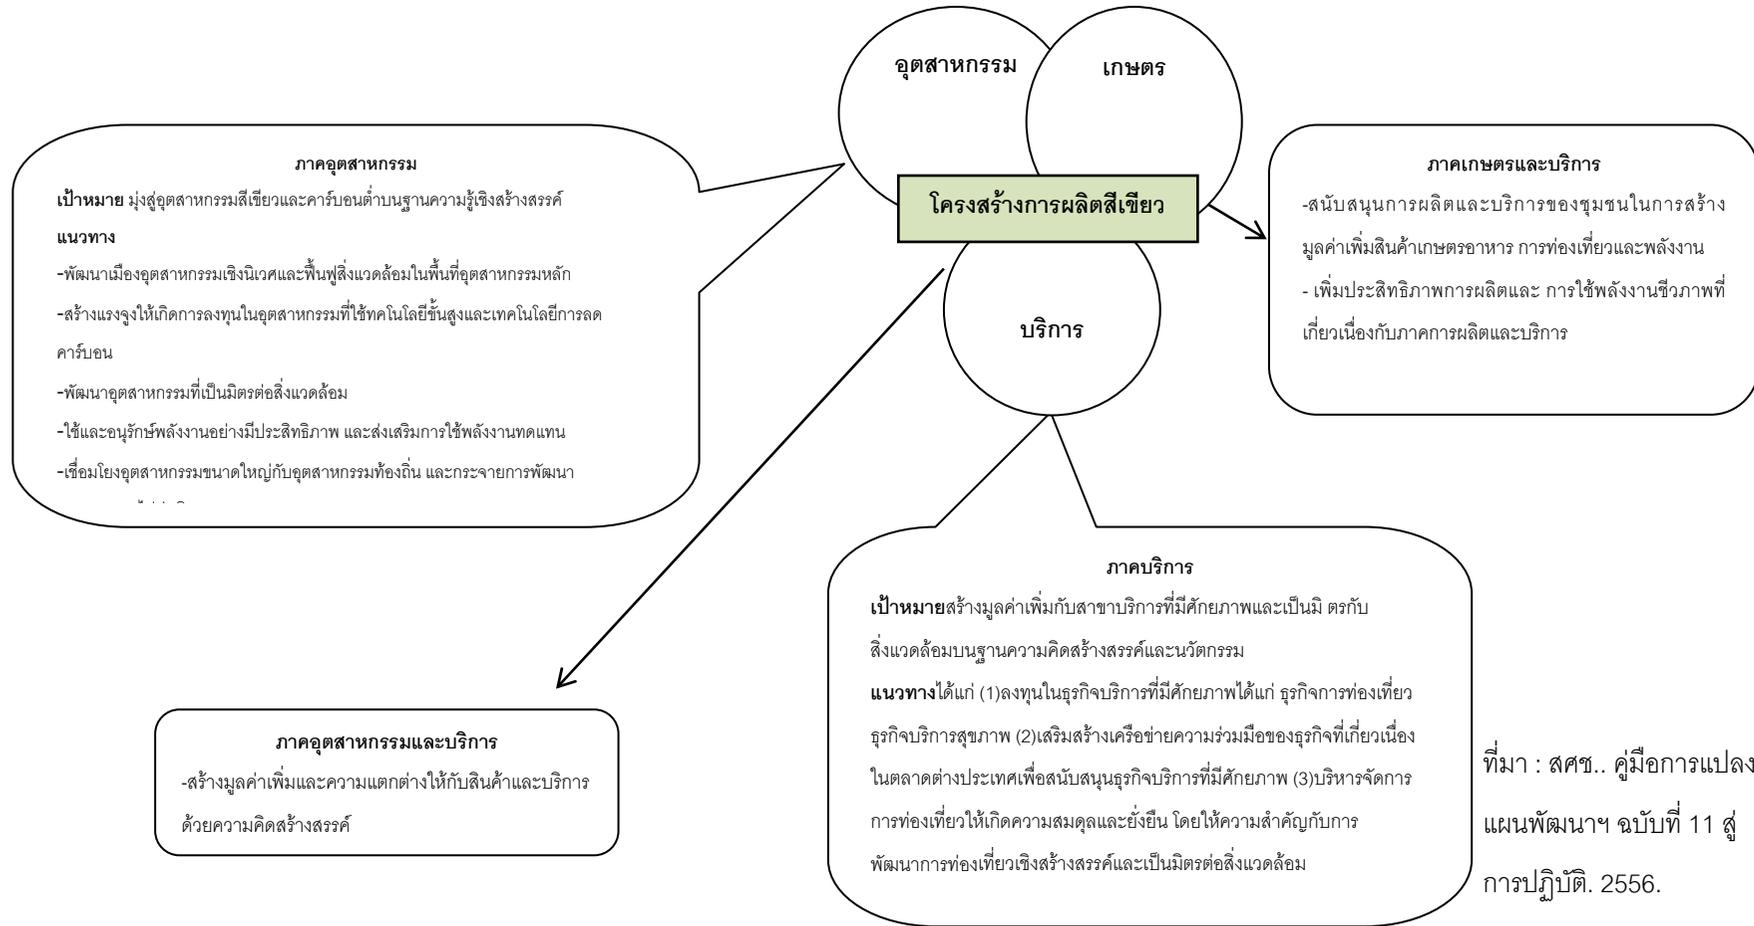 อุตสาหกรรม
เกษตร
โครงสร้างการผลิตสีเขียว
บริการ
ภาคอุตสาหกรรม
เป้าหมาย มุ่งสู่อุตสาหกรรมสีเขียวและคาร์บอนต่ำบนฐานความรู้เชิงสร้างสรรค์
แนวทาง
-พัฒนาเมืองอุตสาหกรรมเชิงนิเวศและฟื้นฟูสิ่งแวดล้อมในพื้นที่อุตสาหกรรมหลัก
-สร้างแรงจูงให้เกิดการลงทุนในอุตสาหกรรมที่ใช้ทคโนโลยีขั้นสูงและเทคโนโลยีการลด
คาร์บอน
-พัฒนาอุตสาหกรรมที่เป็นมิตรต่อสิ่งแวดล้อม
-ใช้และอนุรักษ์พลังงานอย่างมีประสิทธิภาพ และส่งเสริมการใช้พลังงานทดแทน
-เชื่อมโยงอุตสาหกรรมขนาดใหญ่กับอุตสาหกรรมท้องถิ่น และกระจายการพัฒนา
ภาคเกษตรและบริการ
-สนับสนุนการผลิตและบริการของชุมชนในการสร้าง
มูลค่าเพิ่มสินค้าเกษตรอาหาร การท่องเที่ยวและพลังงาน
- เพิ่มประสิทธิภาพการผลิตและ การใช้พลังงานชีวภาพที่
เกี่ยวเนื่องกับภาคการผลิตและบริการ
ภาคอุตสาหกรรมและบริการ
-สร้างมูลค่าเพิ่มและความแตกต่างให้กับสินค้าและบริการ
ด้วยความคิดสร้างสรรค์
ภาคบริการ
เป้าหมายสร้างมูลค่าเพิ่มกับสาขาบริการที่มีศักยภาพและเป็นมิ ตรกับ
สิ่งแวดล้อมบนฐานความคิดสร้างสรรค์และนวัตกรรม
แนวทางได้แก่ (1)ลงทุนในธุรกิจบริการที่มีศักยภาพได้แก่ ธุรกิจการท่องเที่ยว
ธุรกิจบริการสุขภาพ (2)เสริมสร้างเครือข่ายความร่วมมือของธุรกิจที่เกี่ยวเนื่อง
ในตลาดต่างประเทศเพื่อสนับสนุนธุรกิจบริการที่มีศักยภาพ (3)บริหารจัดการ
การท่องเที่ยวให้เกิดความสมดุลและยั่งยืน โดยให้ความสำคัญกับการ
พัฒนาการท่องเที่ยวเชิงสร้างสรรค์และเป็นมิตรต่อสิ่งแวดล้อม
ที่มา : สศช.. คู่มือการแปลง
แผนพัฒนาฯ ฉบับที่ 11 สู่
การปฏิบัติ. 2556.